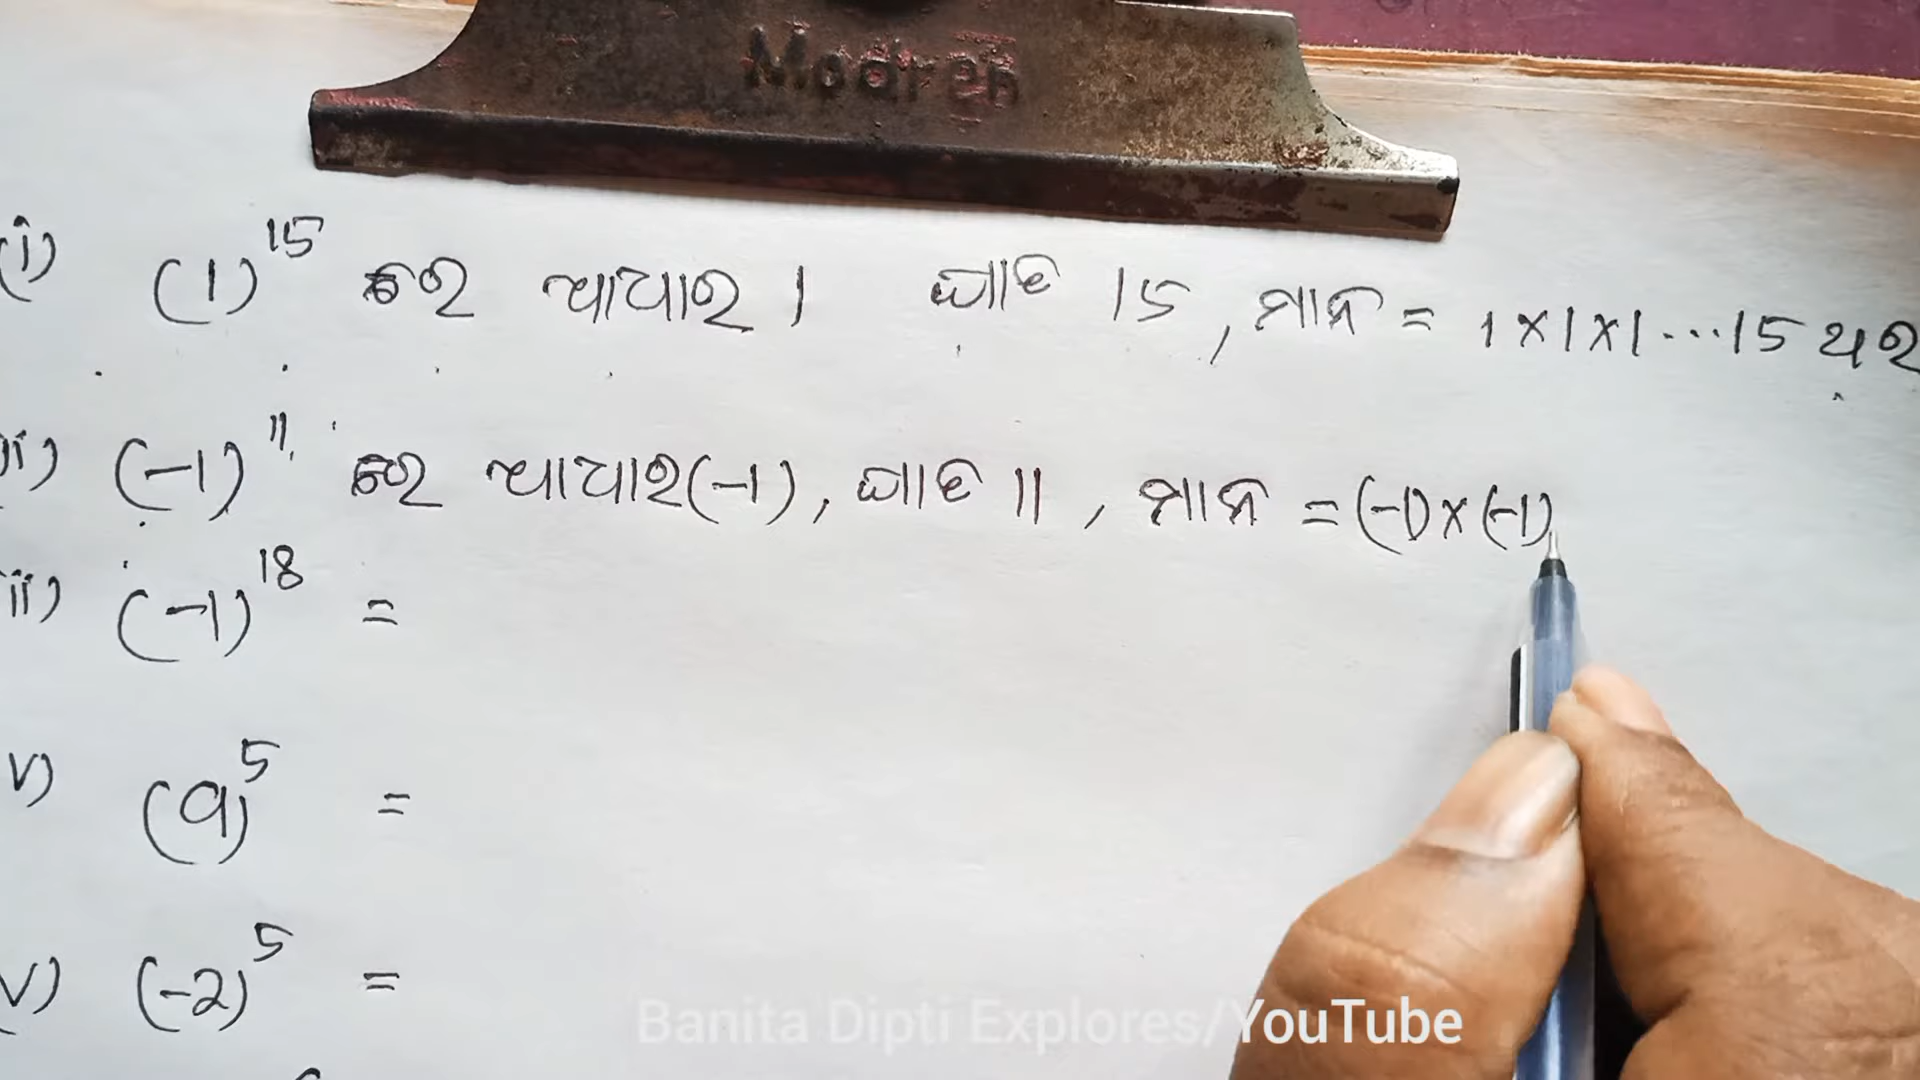 Modren
(i) (1)^15 ରେ ଆଧାର 1 ଘାତ 15, ମାନ = 1×1×1...15 ଥର
ii) (-1)^11 ରେ ଆଧାର(-1), ଘାତ 11, ମାନ = (-1)×(-1)
iii) (-1)^18 =
v) (9)^5 =
v) (-2)^5 =
Banita Dipti Explores/YouTube